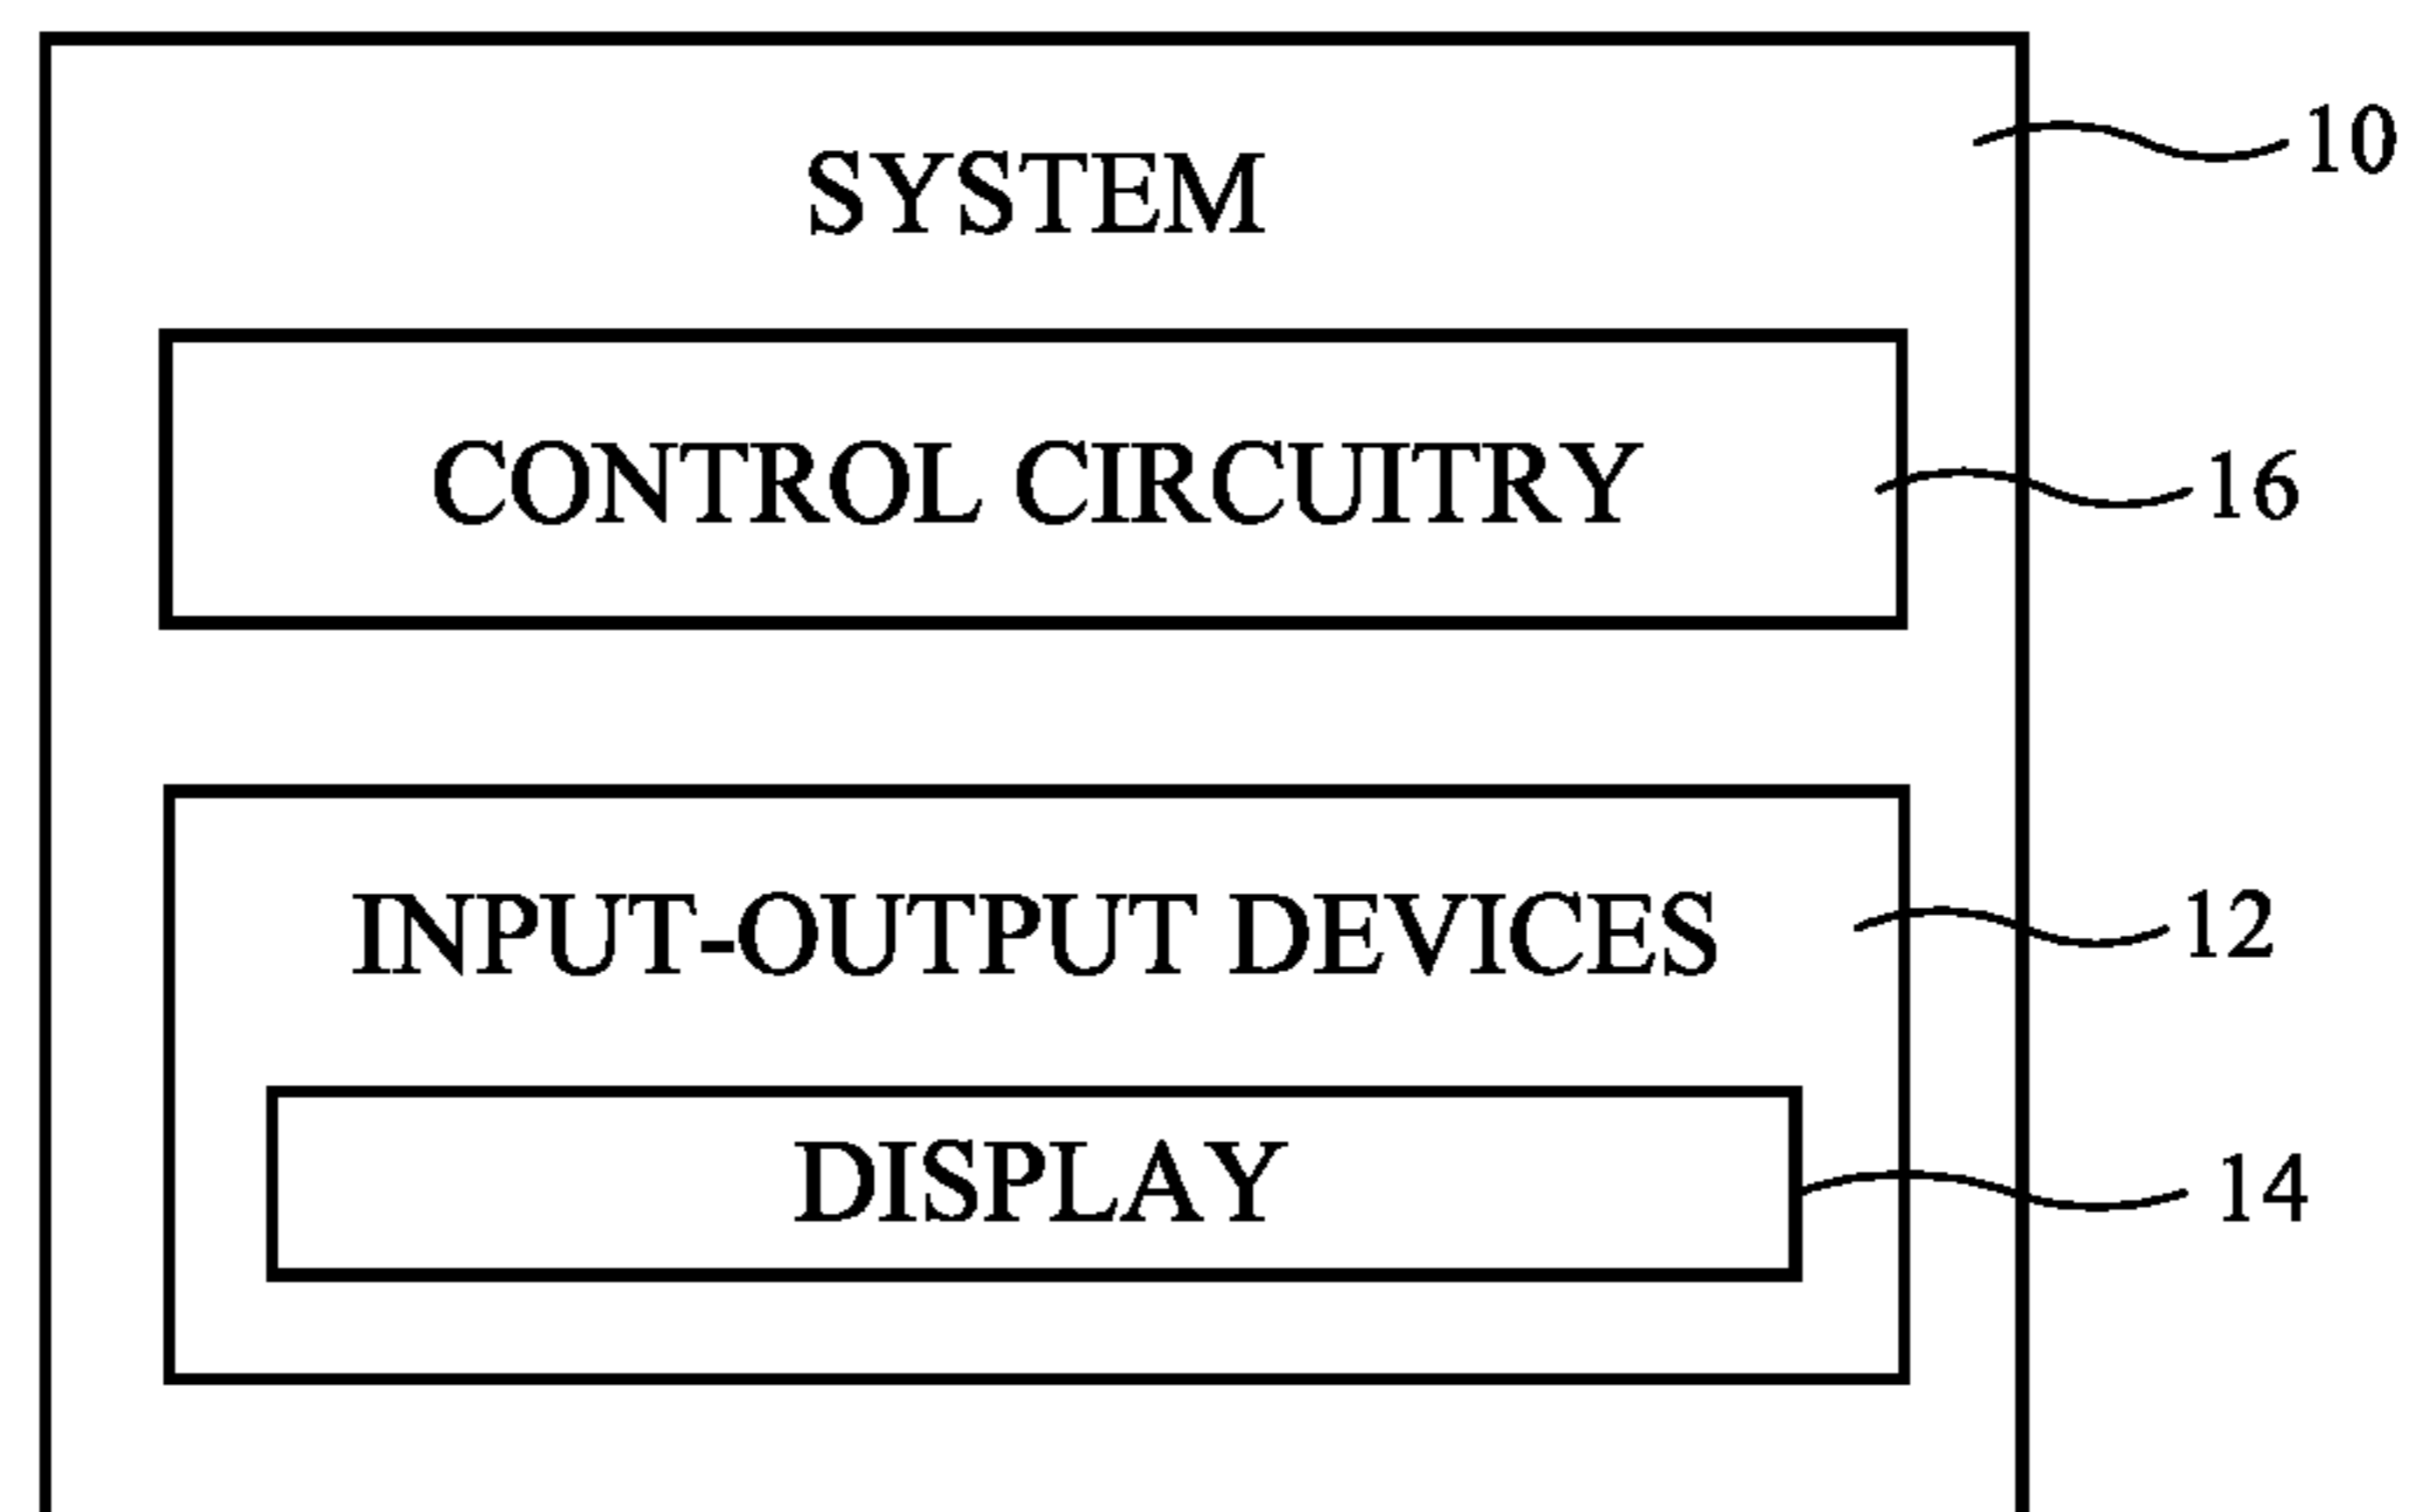 SYSTEM
10
CONTROL CIRCUITRY
16
INPUT-OUTPUT DEVICES
12
DISPLAY
14